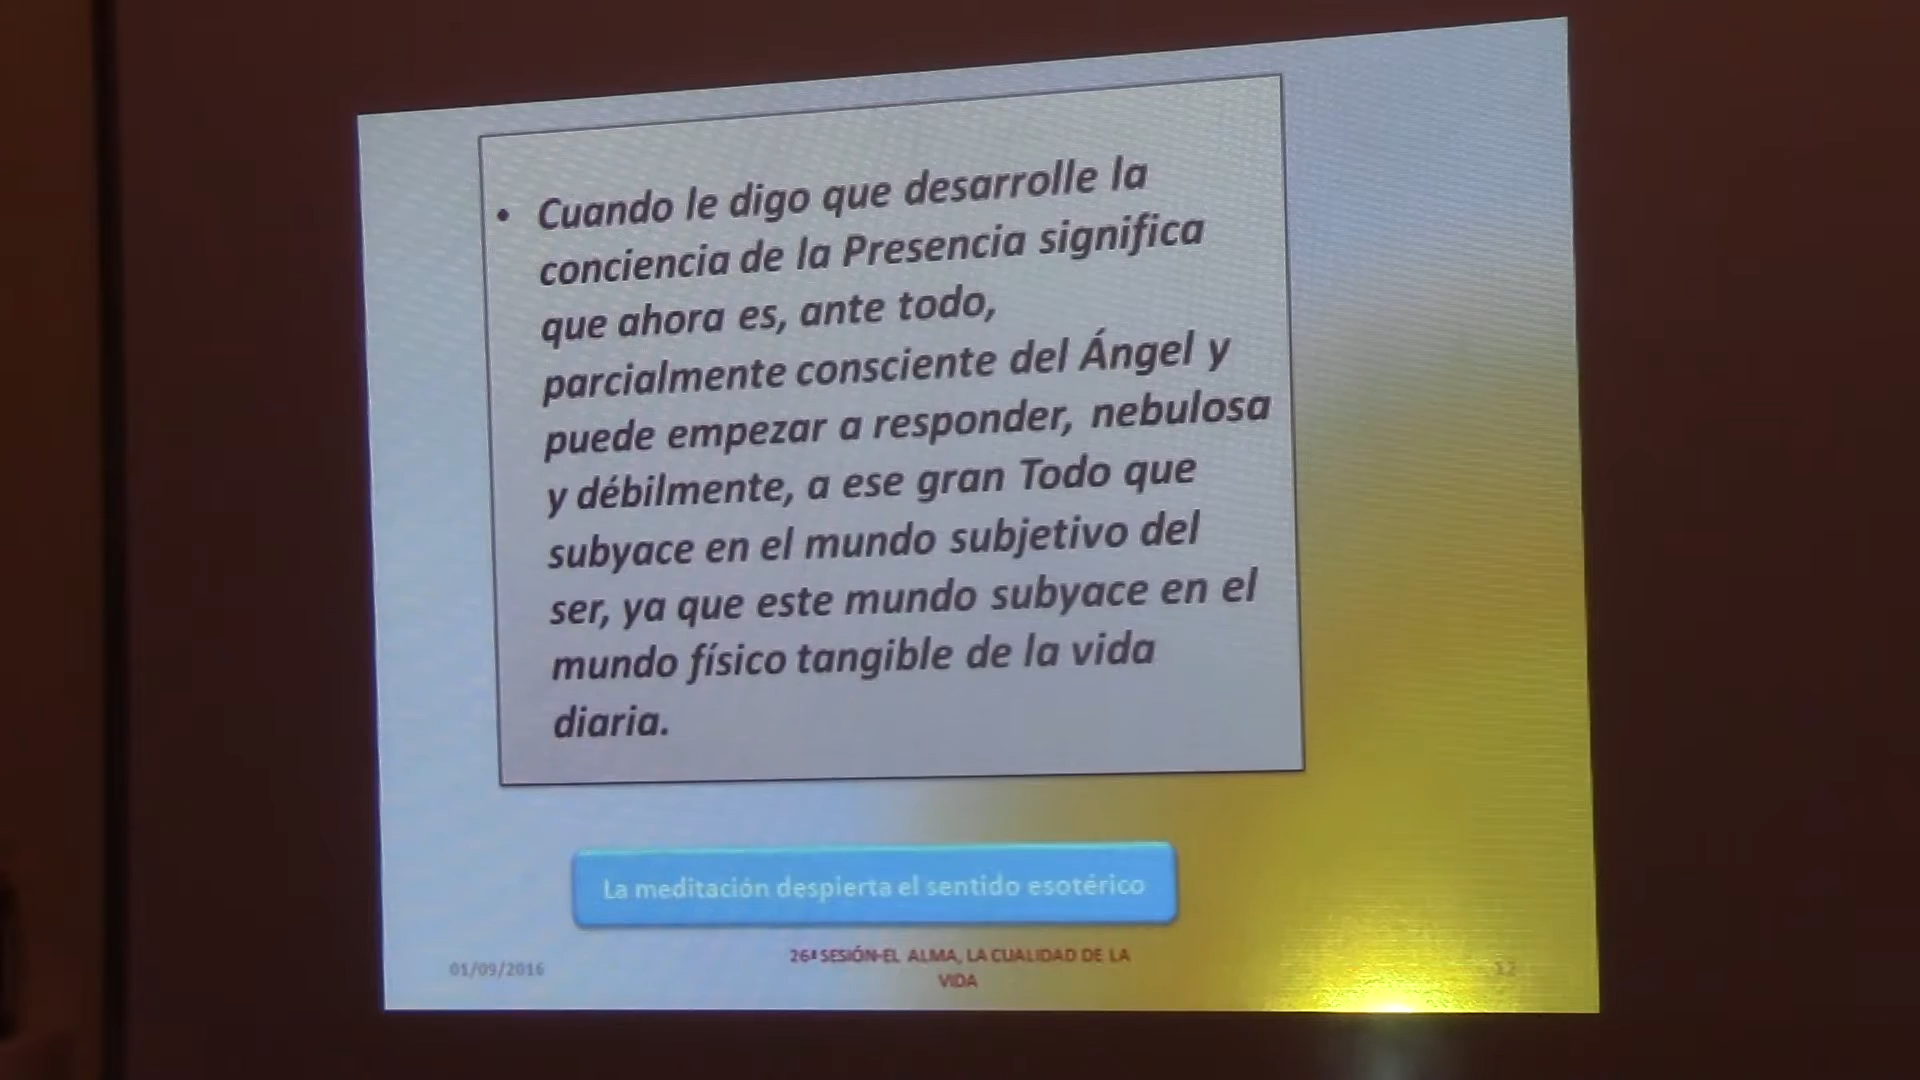 • Cuando le digo que desarrolle la
conciencia de la Presencia significa
que ahora es, ante todo,
parcialmente consciente del Ángel y
puede empezar a responder, nebulosa
y débilmente, a ese gran Todo que
subyace en el mundo subjetivo del
ser, ya que este mundo subyace en el
mundo físico tangible de la vida
diaria.
La meditación despierta el sentido esotérico
01/09/2016
26ª SESIÓN-EL ALMA, LA CUALIDAD DE LA
VIDA
12